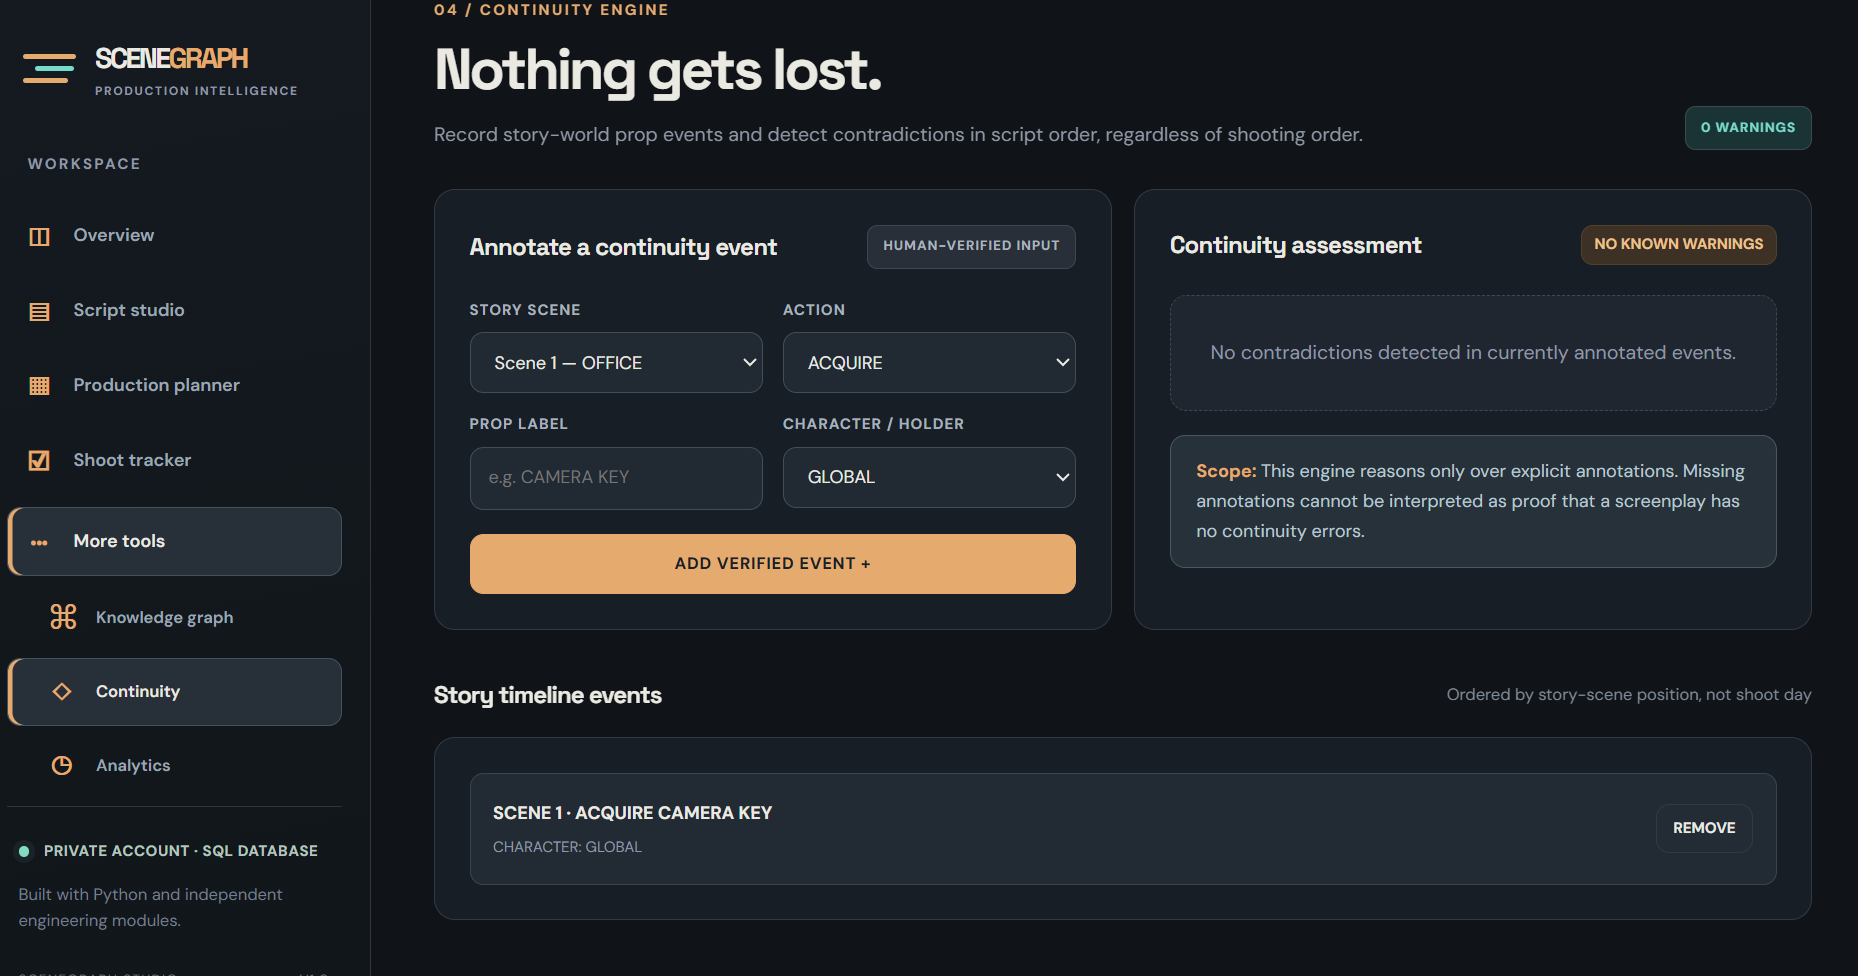 SCENEGRAPH
PRODUCTION INTELLIGENCE
WORKSPACE
Overview
Script studio
Production planner
Shoot tracker
More tools
Knowledge graph
Continuity
Analytics
PRIVATE ACCOUNT · SQL DATABASE
Built with Python and independent
engineering modules.
04 / CONTINUITY ENGINE
Nothing gets lost.
Record story-world prop events and detect contradictions in script order, regardless of shooting order.
0 WARNINGS
Annotate a continuity event
HUMAN-VERIFIED INPUT
STORY SCENE
ACTION
Scene 1 — OFFICE
ACQUIRE
PROP LABEL
CHARACTER / HOLDER
e.g. CAMERA KEY
GLOBAL
ADD VERIFIED EVENT +
Continuity assessment
NO KNOWN WARNINGS
No contradictions detected in currently annotated events.
Scope: This engine reasons only over explicit annotations. Missing
annotations cannot be interpreted as proof that a screenplay has
no continuity errors.
Story timeline events
Ordered by story-scene position, not shoot day
SCENE 1 · ACQUIRE CAMERA KEY
CHARACTER: GLOBAL
REMOVE